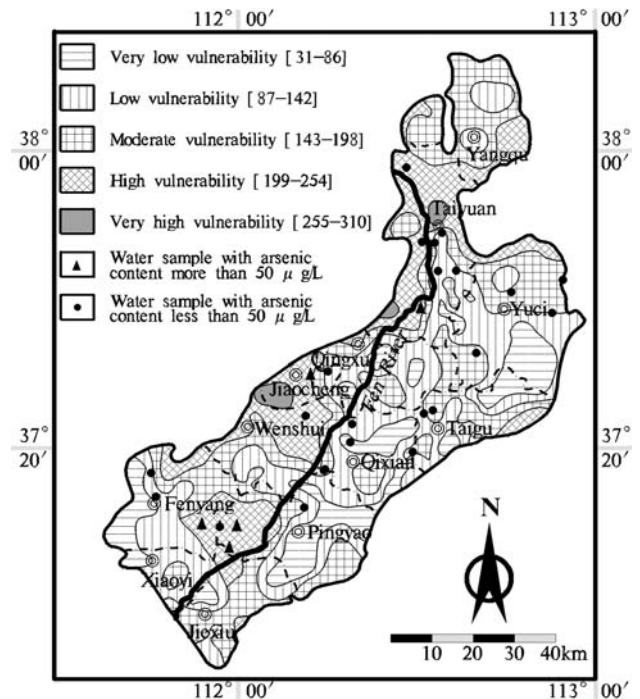 112° 00′
113° 00′
Very low vulnerability [ 31-86]
Low vulnerability [ 87-142]
Moderate vulnerability [ 143-198]
High vulnerability [ 199-254]
Very high vulnerability [ 255-310]
Water sample with arsenic
content more than 50 μ g/L
Water sample with arsenic
content less than 50 μ g/L
38°
00′
38°
00′
Yangqu
Taiyuan
Yuci
Qingxu
Fen River
Jiaocheng
Wenshui
Taigu
37°
20′
37°
20′
Qixian
Fenyang
Pingyao
Xiaoyi
Jiexiu
N
10 20 30 40km
112° 00′
113° 00′